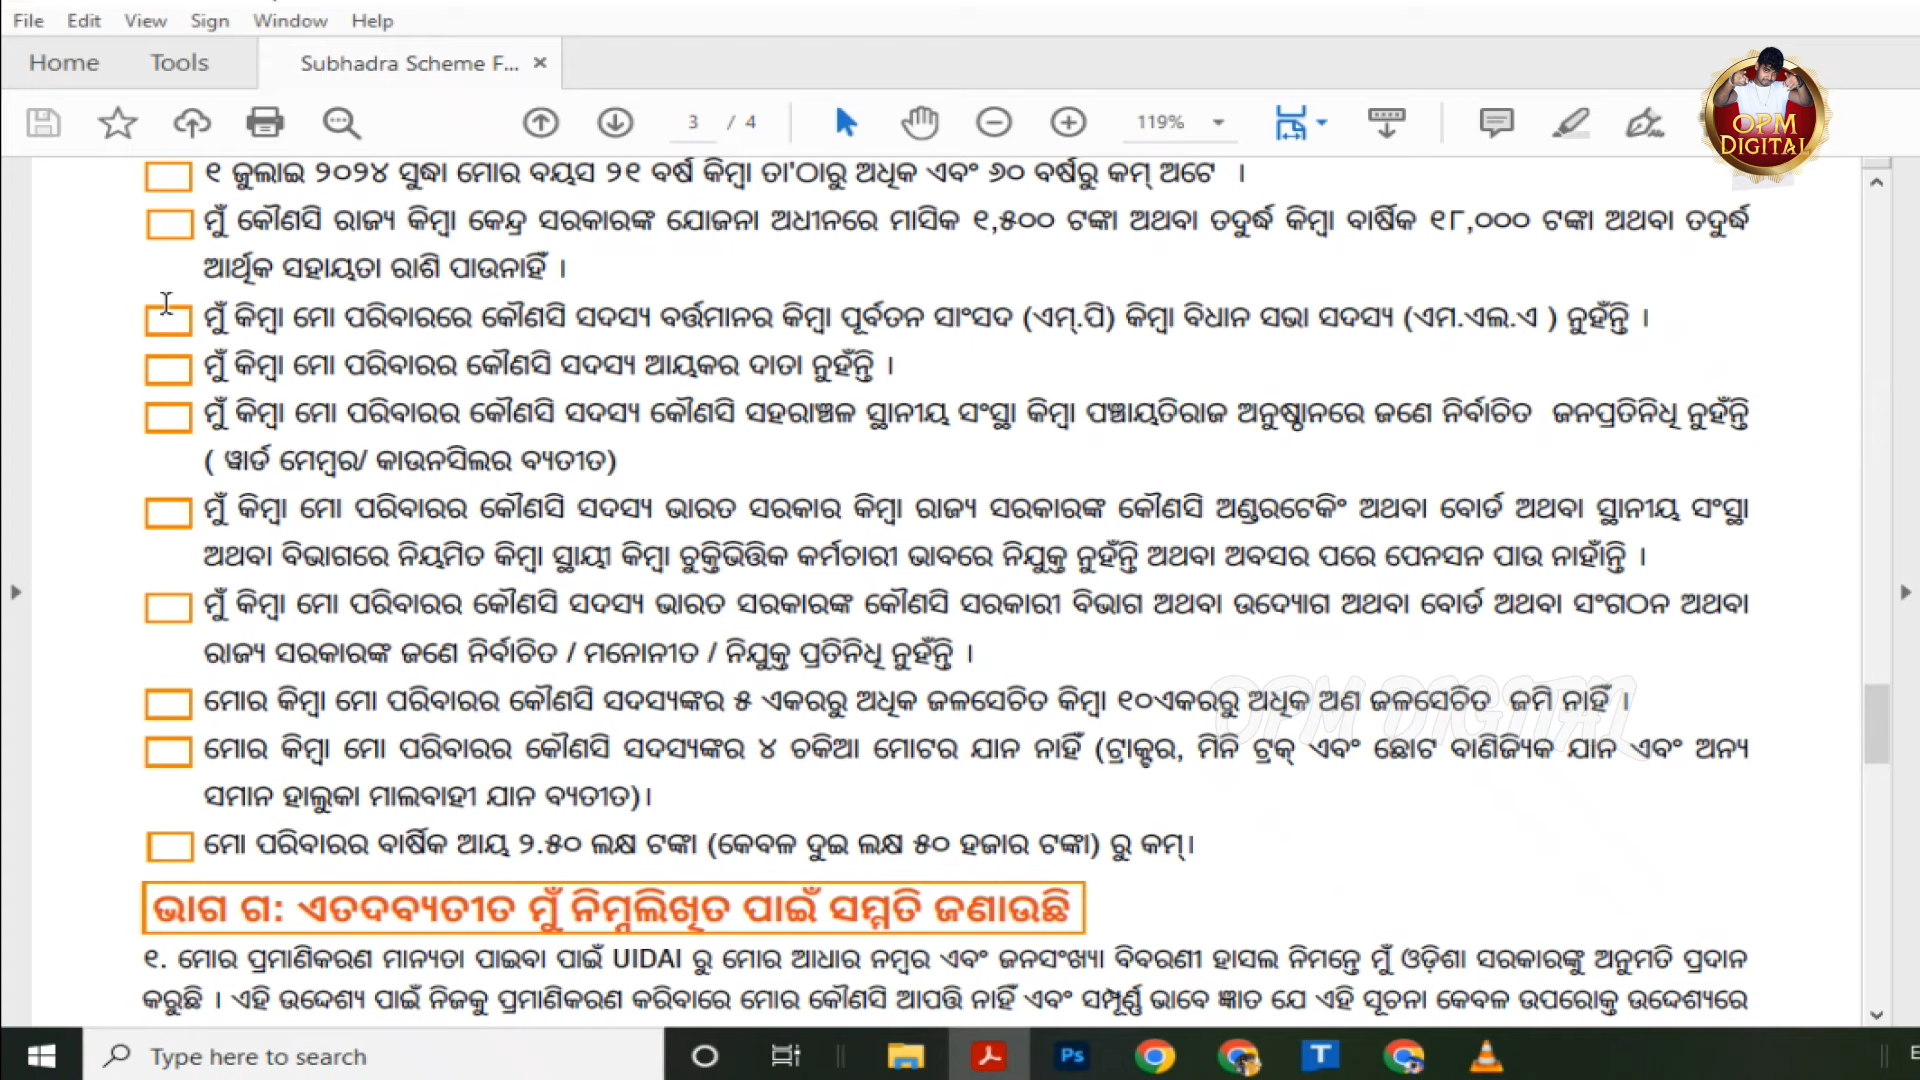 File Edit View Sign Window Help
Home Tools Subhadra Scheme F... ×
3 / 4 119%
OPM
DIGITAL
୧ ଜୁଲାଇ ୨୦୨୪ ସୁଦ୍ଧା ମୋର ବୟସ ୨୧ ବର୍ଷ କିମ୍ବା ତା'ଠାରୁ ଅଧିକ ଏବଂ ୬୦ ବର୍ଷରୁ କମ୍ ଅଟେ ।
ମୁଁ କୌଣସି ରାଜ୍ୟ କିମ୍ବା କେନ୍ଦ୍ର ସରକାରଙ୍କ ଯୋଜନା ଅଧୀନରେ ମାସିକ ୧,୫୦୦ ଟଙ୍କା ଅଥବା ତଦୁର୍ଦ୍ଧ କିମ୍ବା ବାର୍ଷିକ ୧୮,୦୦୦ ଟଙ୍କା ଅଥବା ତଦୁର୍ଦ୍ଧ
ଆର୍ଥିକ ସହାୟତା ରାଶି ପାଉନାହିଁ ।
ମୁଁ କିମ୍ବା ମୋ ପରିବାରରେ କୌଣସି ସଦସ୍ୟ ବର୍ତ୍ତମାନର କିମ୍ବା ପୂର୍ବତନ ସାଂସଦ (ଏମ୍.ପି) କିମ୍ବା ବିଧାନ ସଭା ସଦସ୍ୟ (ଏମ.ଏଲ.ଏ ) ନୁହଁନ୍ତି ।
ମୁଁ କିମ୍ବା ମୋ ପରିବାରର କୌଣସି ସଦସ୍ୟ ଆୟକର ଦାତା ନୁହଁନ୍ତି ।
ମୁଁ କିମ୍ବା ମୋ ପରିବାରର କୌଣସି ସଦସ୍ୟ କୌଣସି ସହରାଞ୍ଚଳ ସ୍ଥାନୀୟ ସଂସ୍ଥା କିମ୍ବା ପଞ୍ଚାୟତିରାଜ ଅନୁଷ୍ଠାନରେ ଜଣେ ନିର୍ବାଚିତ ଜନପ୍ରତିନିଧି ନୁହଁନ୍ତି
( ୱାର୍ଡ ମେମ୍ବର/ କାଉନସିଲର ବ୍ୟତୀତ)
ମୁଁ କିମ୍ବା ମୋ ପରିବାରର କୌଣସି ସଦସ୍ୟ ଭାରତ ସରକାର କିମ୍ବା ରାଜ୍ୟ ସରକାରଙ୍କ କୌଣସି ଅଣ୍ଡରଟେକିଂ ଅଥବା ବୋର୍ଡ ଅଥବା ସ୍ଥାନୀୟ ସଂସ୍ଥା
ଅଥବା ବିଭାଗରେ ନିୟମିତ କିମ୍ବା ସ୍ଥାୟୀ କିମ୍ବା ଚୁକ୍ତିଭିତ୍ତିକ କର୍ମଚାରୀ ଭାବରେ ନିଯୁକ୍ତ ନୁହଁନ୍ତି ଅଥବା ଅବସର ପରେ ପେନସନ ପାଉ ନାହାଁନ୍ତି ।
ମୁଁ କିମ୍ବା ମୋ ପରିବାରର କୌଣସି ସଦସ୍ୟ ଭାରତ ସରକାରଙ୍କ କୌଣସି ସରକାରୀ ବିଭାଗ ଅଥବା ଉଦ୍ୟୋଗ ଅଥବା ବୋର୍ଡ ଅଥବା ସଂଗଠନ ଅଥବା
ରାଜ୍ୟ ସରକାରଙ୍କ ଜଣେ ନିର୍ବାଚିତ / ମନୋନୀତ / ନିଯୁକ୍ତ ପ୍ରତିନିଧି ନୁହଁନ୍ତି ।
ମୋର କିମ୍ବା ମୋ ପରିବାରର କୌଣସି ସଦସ୍ୟଙ୍କର ୫ ଏକରରୁ ଅଧିକ ଜଳସେଚିତ କିମ୍ବା ୧୦ଏକରରୁ ଅଧିକ ଅଣ ଜଳସେଚିତ ଜମି ନାହିଁ ।
OPM DIGITAL
ମୋର କିମ୍ବା ମୋ ପରିବାରର କୌଣସି ସଦସ୍ୟଙ୍କର ୪ ଚକିଆ ମୋଟର ଯାନ ନାହିଁ (ଟ୍ରାକ୍ଟର, ମିନି ଟ୍ରକ୍ ଏବଂ ଛୋଟ ବାଣିଜ୍ୟିକ ଯାନ ଏବଂ ଅନ୍ୟ
ସମାନ ହାଲୁକା ମାଲବାହୀ ଯାନ ବ୍ୟତୀତ)।
ମୋ ପରିବାରର ବାର୍ଷିକ ଆୟ ୨.୫୦ ଲକ୍ଷ ଟଙ୍କା (କେବଳ ଦୁଇ ଲକ୍ଷ ୫୦ ହଜାର ଟଙ୍କା) ରୁ କମ୍।
ଭାଗ ଗ: ଏତଦବ୍ୟତୀତ ମୁଁ ନିମ୍ନଲିଖିତ ପାଇଁ ସମ୍ମତି ଜଣାଉଛି
୧. ମୋର ପ୍ରମାଣିକରଣ ମାନ୍ୟତା ପାଇବା ପାଇଁ UIDAI ରୁ ମୋର ଆଧାର ନମ୍ବର ଏବଂ ଜନସଂଖ୍ୟା ବିବରଣୀ ହାସଲ ନିମନ୍ତେ ମୁଁ ଓଡ଼ିଶା ସରକାରଙ୍କୁ ଅନୁମତି ପ୍ରଦାନ
କରୁଛି । ଏହି ଉଦ୍ଦେଶ୍ୟ ପାଇଁ ନିଜକୁ ପ୍ରମାଣିକରଣ କରିବାରେ ମୋର କୌଣସି ଆପତ୍ତି ନାହିଁ ଏବଂ ସମ୍ପୂର୍ଣ୍ଣ ଭାବେ ଜ୍ଞାତ ଯେ ଏହି ସୂଚନା କେବଳ ଉପରୋକ୍ତ ଉଦ୍ଦେଶ୍ୟରେ
Type here to search
Ps
T